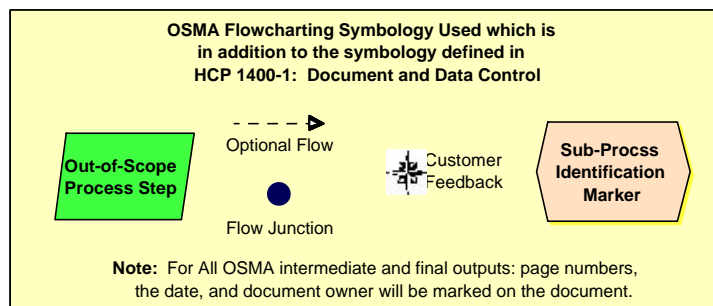 OSMA Flowcharting Symbology Used which is
in addition to the symbology defined in
HCP 1400-1:  Document and Data Control
Out-of-Scope
Process Step
Optional Flow
Flow Junction
Customer
Feedback
Sub-Procss
Identification
Marker
Note:  For All OSMA intermediate and final outputs: page numbers,
the date, and document owner will be marked on the document.